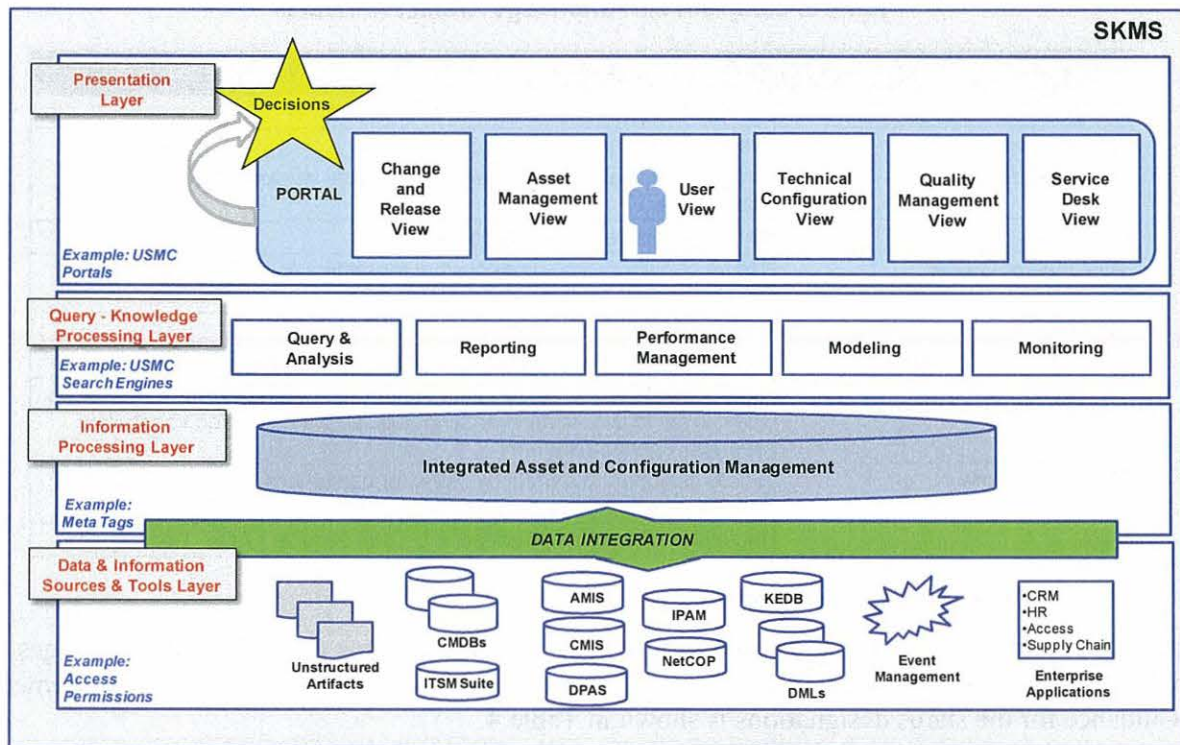 SKMS
Presentation
Layer
Decisions
PORTAL
Change
and
Release
View
Asset
Management
View
User
View
Technical
Configuration
View
Quality
Management
View
Service
Desk
View
Example: USMC
Portals
Query - Knowledge
Processing Layer
Query &
Analysis
Reporting
Performance
Management
Modeling
Monitoring
Example: USMC
Search Engines
Information
Processing Layer
Integrated Asset and Configuration Management
Example:
Meta Tags
DATA INTEGRATION
Data & Information
Sources & Tools Layer
Unstructured
Artifacts
CMDBs
ITSM Suite
AMIS
CMIS
DPAS
IPAM
NetCOP
KEDB
DMLs
Event
Management
•CRM
•HR
•Access
•Supply Chain
Enterprise
Applications
Example:
Access
Permissions